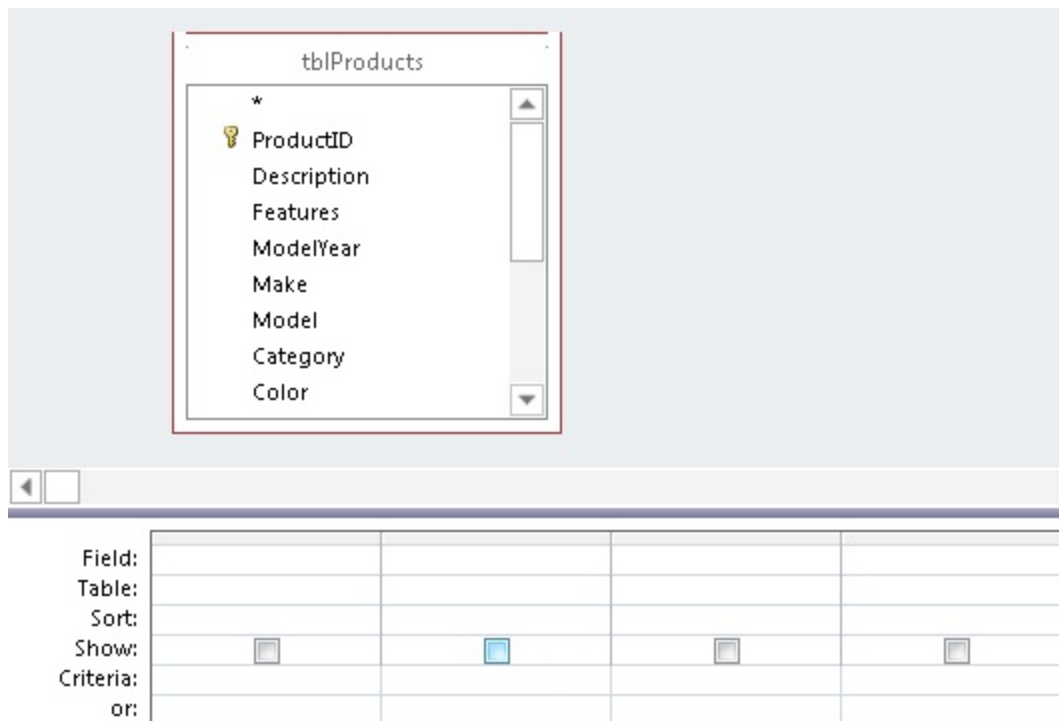 tblProducts
*
ProductID
Description
Features
ModelYear
Make
Model
Category
Color
Field:
Table:
Sort:
Show:
Criteria:
or: